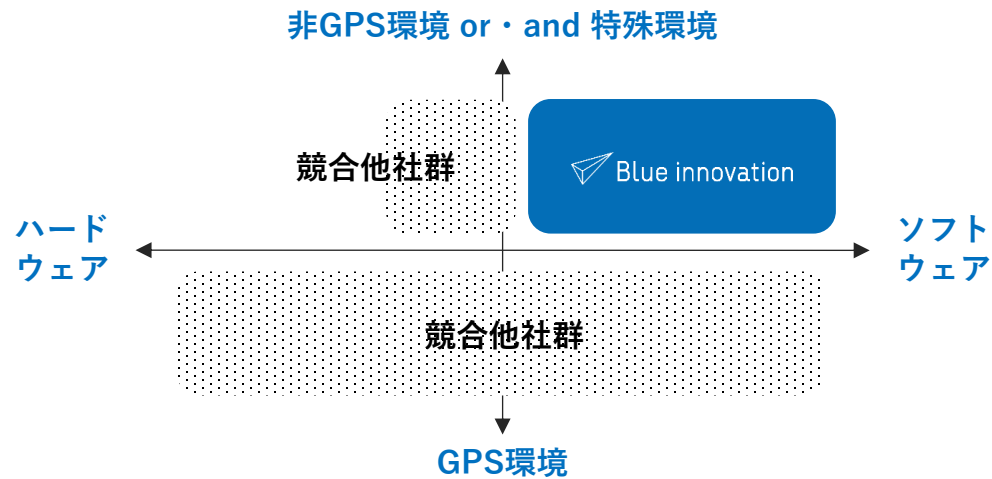 非GPS環境 or・and 特殊環境
競合他社群
Blue innovation
ハード
ウェア
ソフト
ウェア
競合他社群
GPS環境